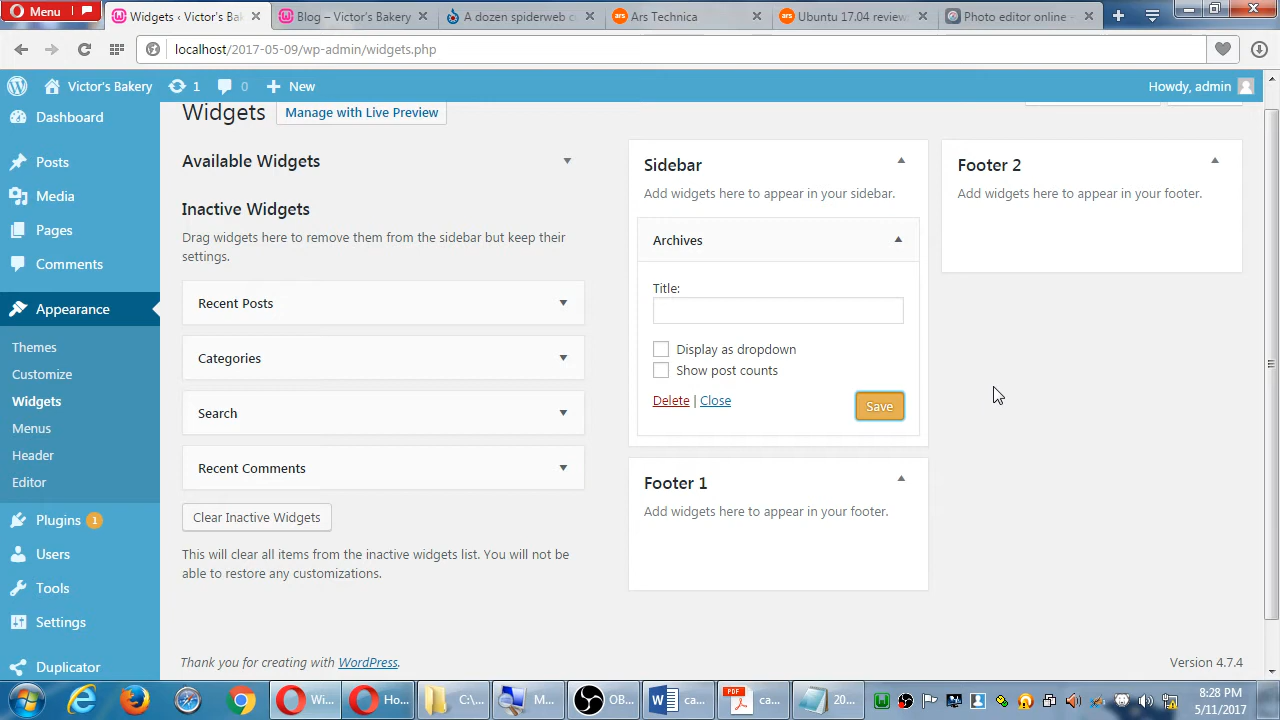 Menu
Widgets ‹ Victor's Ba
Blog – Victor's Bakery
A dozen spiderweb c
Ars Technica
Ubuntu 17.04 review
Photo editor online -
localhost/2017-05-09/wp-admin/widgets.php
Victor's Bakery
1
0
New
Howdy, admin
Dashboard
Posts
Media
Pages
Comments
Appearance
Themes
Customize
Widgets
Menus
Header
Editor
Plugins 1
Users
Tools
Settings
Duplicator
Widgets
Manage with Live Preview
Available Widgets
Inactive Widgets
Drag widgets here to remove them from the sidebar but keep their
settings.
Recent Posts
Categories
Search
Recent Comments
Clear Inactive Widgets
This will clear all items from the inactive widgets list. You will not be
able to restore any customizations.
Sidebar
Add widgets here to appear in your sidebar.
Archives
Title:
Display as dropdown
Show post counts
Delete | Close
Save
Footer 1
Add widgets here to appear in your footer.
Footer 2
Add widgets here to appear in your footer.
Thank you for creating with WordPress.
Version 4.7.4
Wi...
Ho...
C:\...
M...
OB...
ca...
PDF
ca...
20...
8:28 PM
5/11/2017